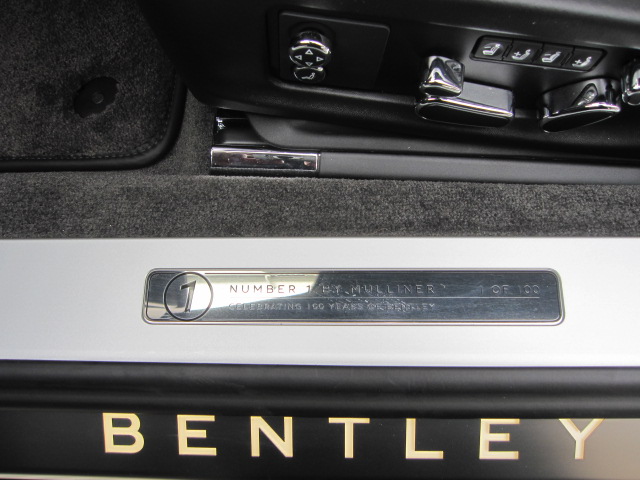 1
NUMBER 1 BY MULLINER 1 OF 100
CELEBRATING 100 YEARS OF BENTLEY
BENTLEY